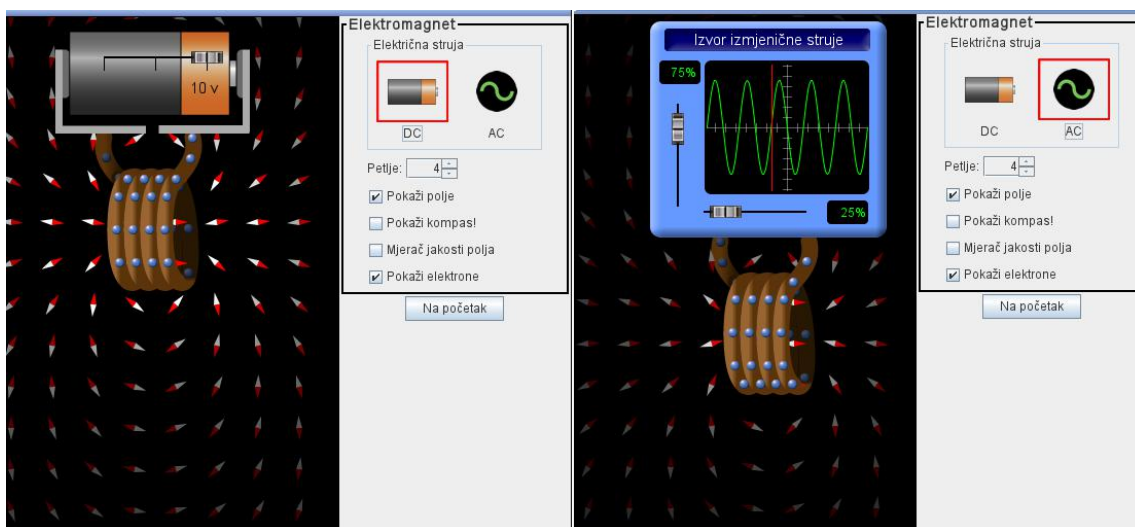 10 v
Elektromagnet
Električna struja
DC
AC
Petlje:
4
Pokaži polje
Pokaži kompas!
Mjerač jakosti polja
Pokaži elektrone
Na početak
Izvor izmjenične struje
75%
25%
Elektromagnet
Električna struja
DC
AC
Petlje:
4
Pokaži polje
Pokaži kompas!
Mjerač jakosti polja
Pokaži elektrone
Na početak